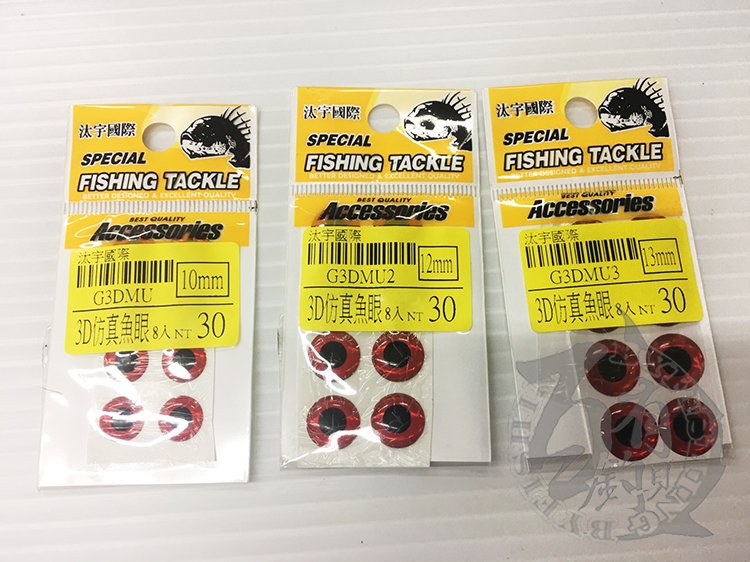 汰宇國際
SPECIAL
FISHING TACKLE
BETTER DESIGNED & EXCELLENT QUALITY
BEST QUALITY
Accessories
汰宇國際
G3DMU
10mm
3D仿真魚眼 8入 NT 30
汰宇國際
SPECIAL
FISHING TACKLE
BETTER DESIGNED & EXCELLENT QUALITY
BEST QUALITY
Accessories
汰宇國際
G3DMU2
12mm
3D仿真魚眼 8入 NT 30
汰宇國際
SPECIAL
FISHING TACKLE
BETTER DESIGNED & EXCELLENT QUALITY
BEST QUALITY
Accessories
汰宇國際
G3DMU3
13mm
3D仿真魚眼 8入 NT 30